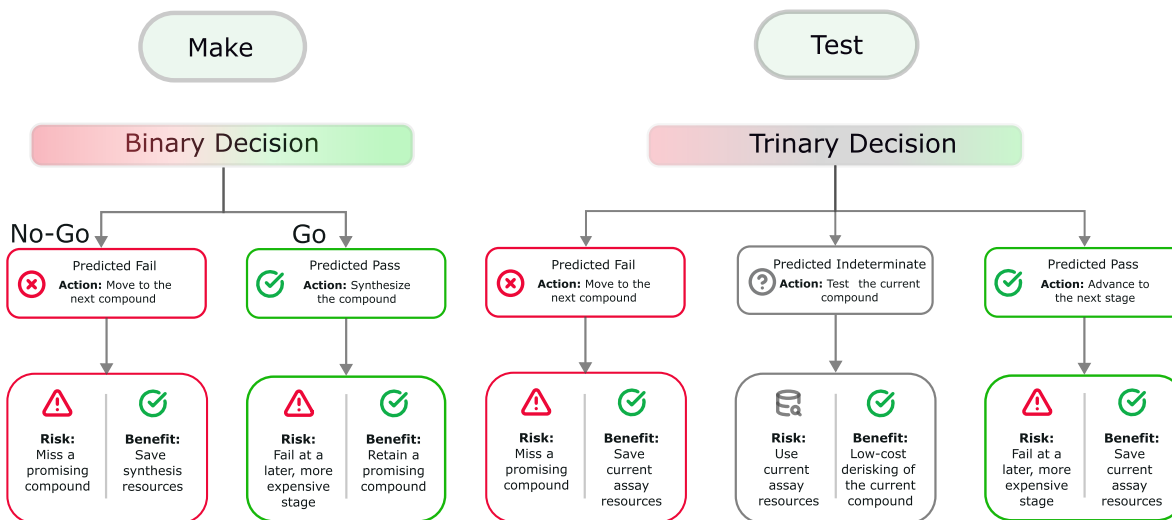 Make
Test
Binary Decision
Trinary Decision
No-Go
Go
Predicted Fail
Action: Move to the
next compound
Predicted Pass
Action: Synthesize
the compound
Predicted Fail
Action: Move to the
next compound
Predicted Indeterminate
Action: Test the current
compound
Predicted Pass
Action: Advance to
the next stage
Risk:
Miss a
promising
compound
Benefit:
Save
synthesis
resources
Risk:
Fail at a
later, more
expensive
stage
Benefit:
Retain a
promising
compound
Risk:
Miss a
promising
compound
Benefit:
Save
current
assay
resources
Risk:
Use
current
assay
resources
Benefit:
Low-cost
derisking of
the current
compound
Risk:
Fail at a
later, more
expensive
stage
Benefit:
Save
current
assay
resources